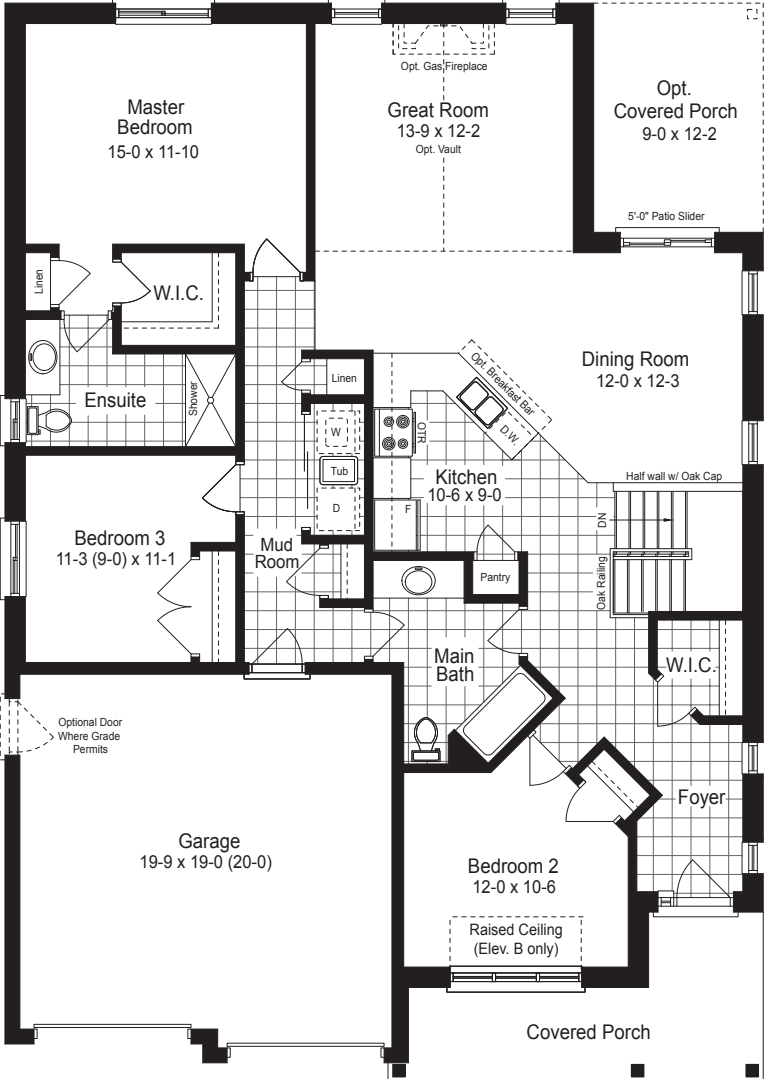 Opt. Gas Fireplace
Master
Bedroom
15-0 x 11-10
Great Room
13-9 x 12-2
Opt. Vault
Opt.
Covered Porch
9-0 x 12-2
5'-0" Patio Slider
Linen
W.I.C.
Ensuite
Shower
Linen
W
Tub
D
OTR
Opt. Breakfast Bar
D.W
Dining Room
12-0 x 12-3
Kitchen
10-6 x 9-0
F
Half wall w/ Oak Cap
DN
Oak Railing
Bedroom 3
11-3 (9-0) x 11-1
Mud
Room
Pantry
Main
Bath
W.I.C.
Optional Door
Where Grade
Permits
Foyer
Garage
19-9 x 19-0 (20-0)
Bedroom 2
12-0 x 10-6
Raised Ceiling
(Elev. B only)
Covered Porch